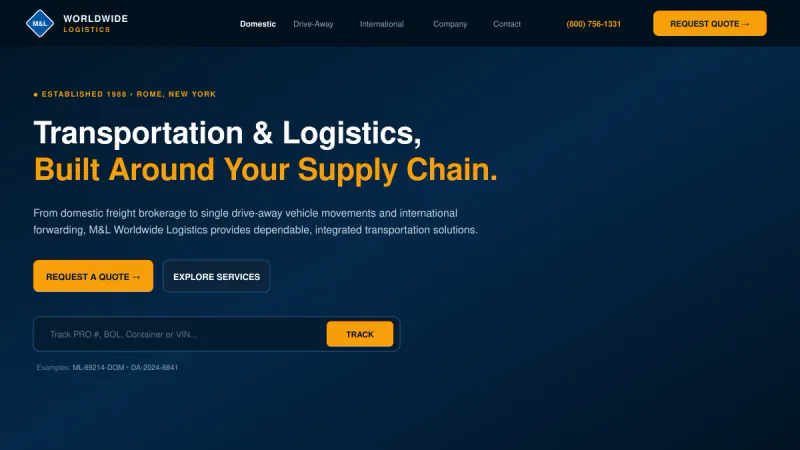 M&L
WORLDWIDE
LOGISTICS
Domestic Drive-Away International Company Contact (800) 756-1331 REQUEST QUOTE →
• ESTABLISHED 1988 • ROME, NEW YORK
Transportation & Logistics,
Built Around Your Supply Chain.
From domestic freight brokerage to single drive-away vehicle movements and international
forwarding, M&L Worldwide Logistics provides dependable, integrated transportation solutions.
REQUEST A QUOTE → EXPLORE SERVICES
Track PRO #, BOL, Container or VIN... TRACK
Examples: ML-89214-DOM • DA-2024-8841